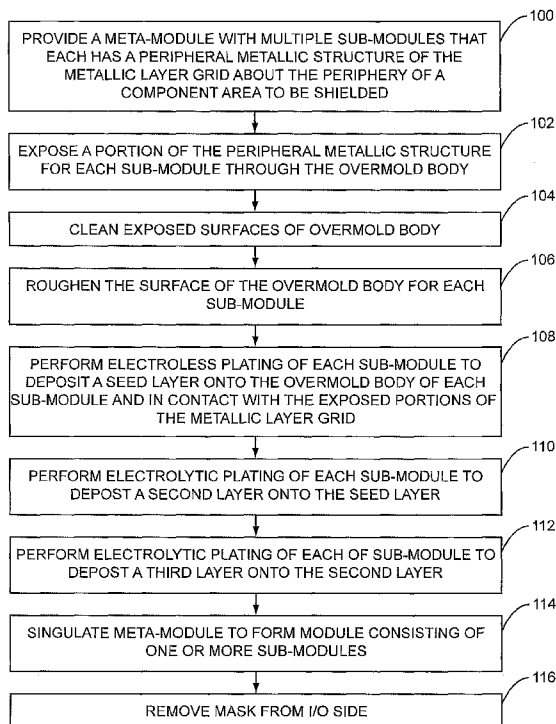 100
PROVIDE A META-MODULE WITH MULTIPLE SUB-MODULES THAT
EACH HAS A PERIPHERAL METALLIC STRUCTURE OF THE
METALLIC LAYER GRID ABOUT THE PERIPHERY OF A
COMPONENT AREA TO BE SHIELDED
102
EXPOSE A PORTION OF THE PERIPHERAL METALLIC STRUCTURE
FOR EACH SUB-MODULE THROUGH THE OVERMOLD BODY
104
CLEAN EXPOSED SURFACES OF OVERMOLD BODY
106
ROUGHEN THE SURFACE OF THE OVERMOLD BODY FOR EACH
SUB-MODULE
108
PERFORM ELECTROLESS PLATING OF EACH SUB-MODULE TO
DEPOSIT A SEED LAYER ONTO THE OVERMOLD BODY OF EACH
SUB-MODULE AND IN CONTACT WITH THE EXPOSED PORTIONS OF
THE METALLIC LAYER GRID
110
PERFORM ELECTROLYTIC PLATING OF EACH SUB-MODULE TO
DEPOST A SECOND LAYER ONTO THE SEED LAYER
112
PERFORM ELECTROLYTIC PLATING OF EACH OF SUB-MODULE TO
DEPOST A THIRD LAYER ONTO THE SECOND LAYER
114
SINGULATE META-MODULE TO FORM MODULE CONSISTING OF
ONE OR MORE SUB-MODULES
116
REMOVE MASK FROM I/O SIDE